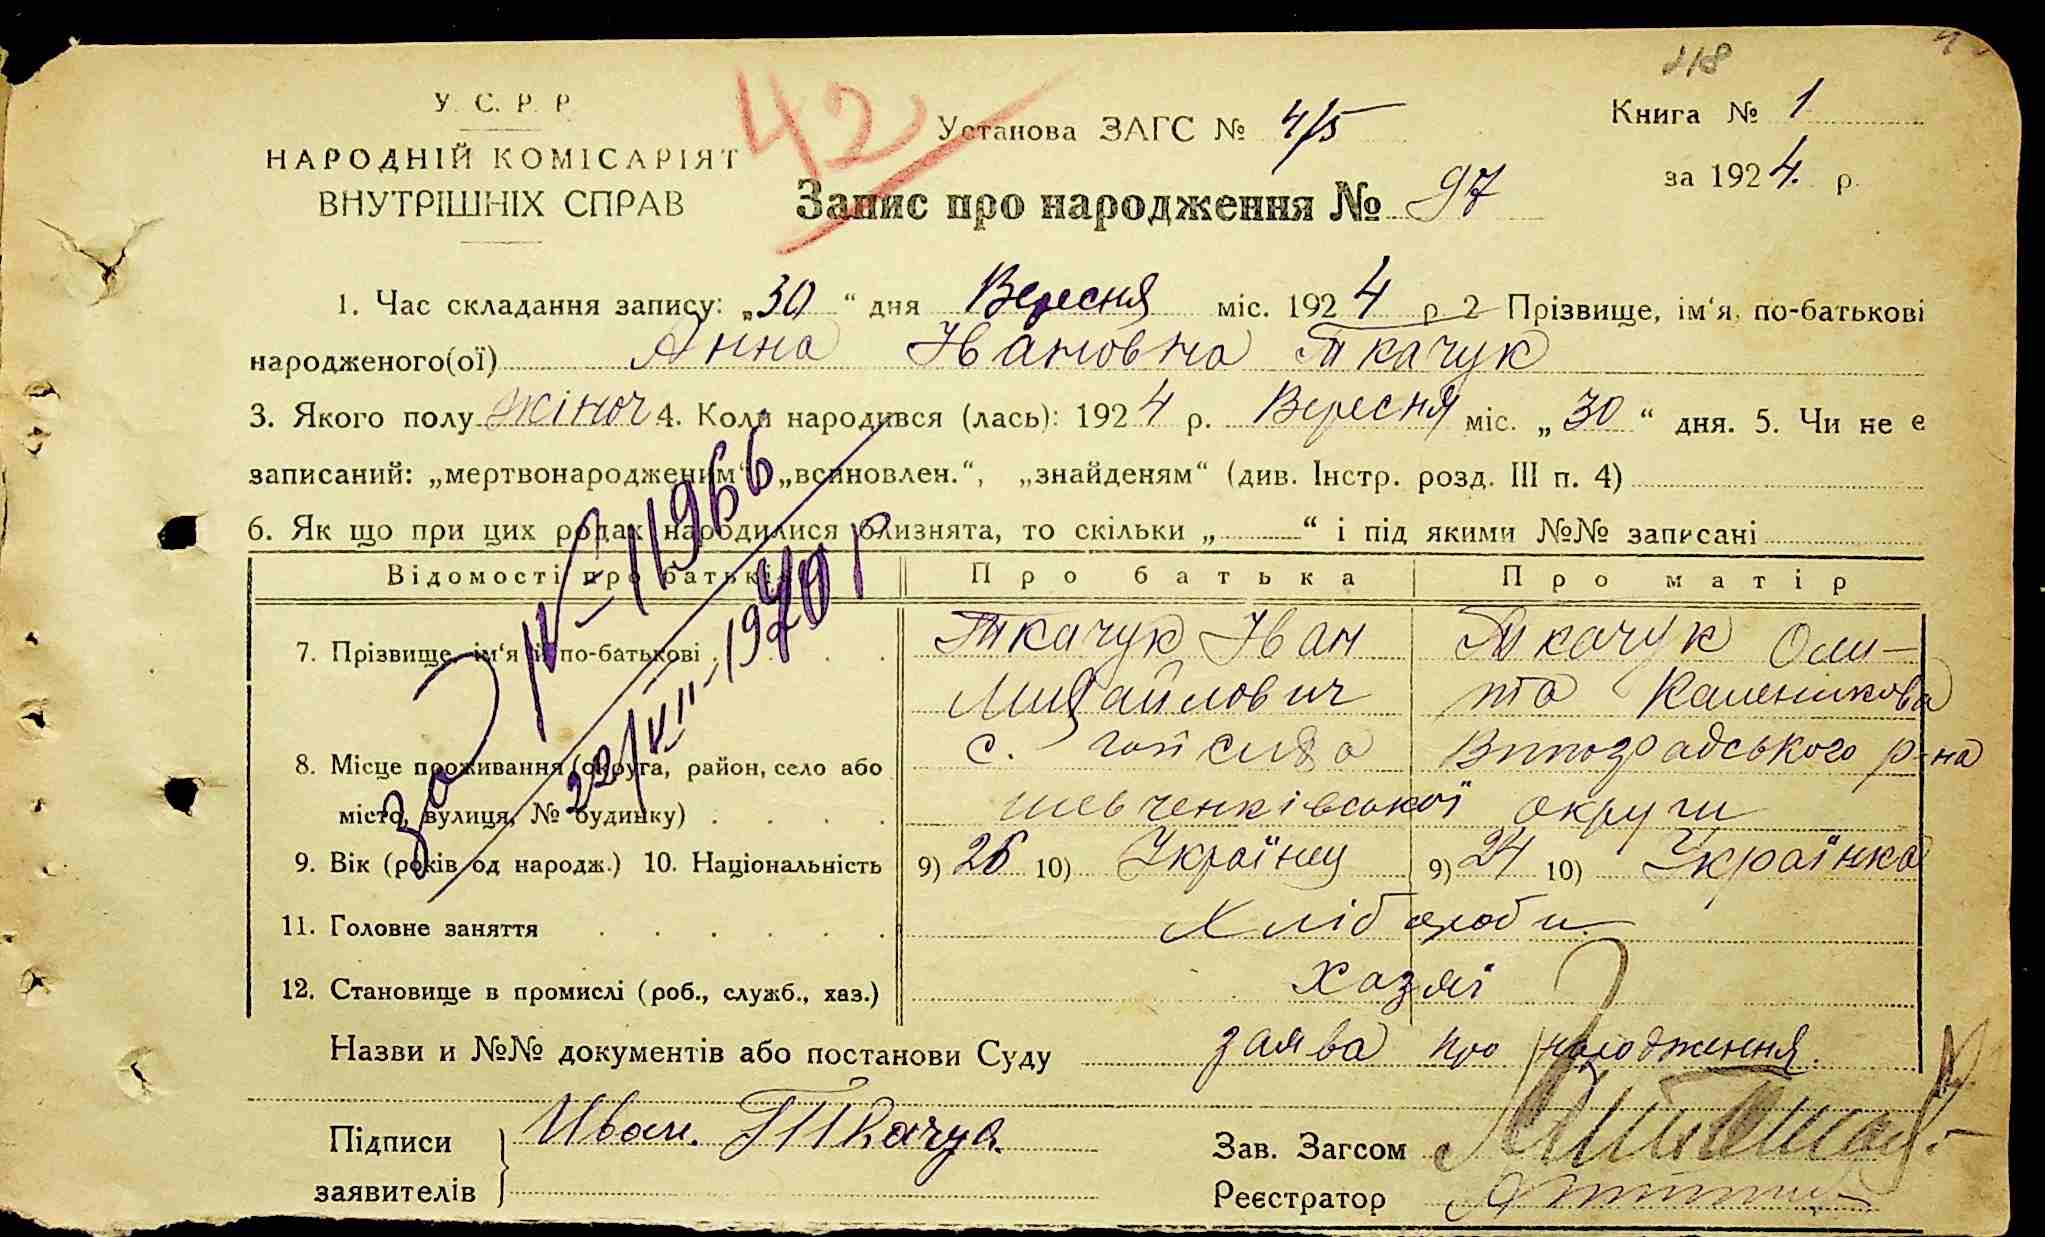 218
У. С. Р. Р.
НАРОДНІЙ КОМІСАРІЯТ
ВНУТРІШНІХ СПРАВ
42
Установа ЗАГС № 4/5
Книга № 1
за 1924. р.
Запис про народження № 97
1. Час складання запису: „30“ дня Вересня міс. 1924 р 2 Прізвище, ім‘я, по-батькові
народженого(ої) Анна Івановна Ткачук
3. Якого полу жіноч 4. Коли народився (лась): 1924 р. Вересня міс. „30“ дня. 5. Чи не є
записаний: „мертвонародженим“ „всиновлен.“, „знайденям“ (див. Інстр. розд. III п. 4)
6. Як що при цих родах народилися близнята, то скільки „ “ і під якими №№ записані
Відомості про батьків Про батька Про матір
7. Прізвище, ім‘я й по-батькові Ткачук Іван Ткачук Оли-
Михайлович
8. Місце проживання (округа, район, село або с. Виноградського р-на
місто, вулиця, № будинку) шевченківської округи
9. Вік (років од народж.) 10. Національність 9) 26 10) Українец 9) 24 10) Українка
11. Головне заняття Хлібороби
12. Становище в промислі (роб., служб., хаз.) хазяї
Назви и №№ документів або постанови Суду заява про народження.
Підписи Иван. Ткачук
заявителів
Зав. Загсом
Реєстратор